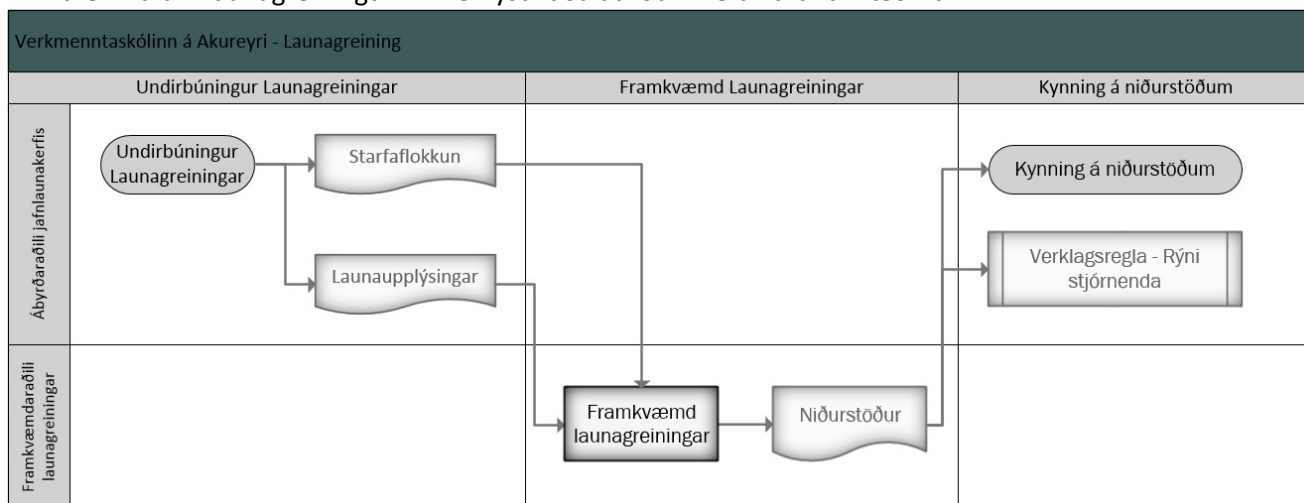 Verkmenntaskólinn á Akureyri - Launagreining
Undirbúningur Launagreiningar
Framkvæmd Launagreiningar
Kynning á niðurstöðum
Ábyrðaraðili jafnlaunakerfis
Undirbúningur
Launagreiningar
Starfaflokkun
Launaupplýsingar
Kynning á niðurstöðum
Verklagsregla - Rýni
stjórnenda
Framkvæmdaraðili
launagreiningar
Framkvæmd
launagreiningar
Niðurstöður